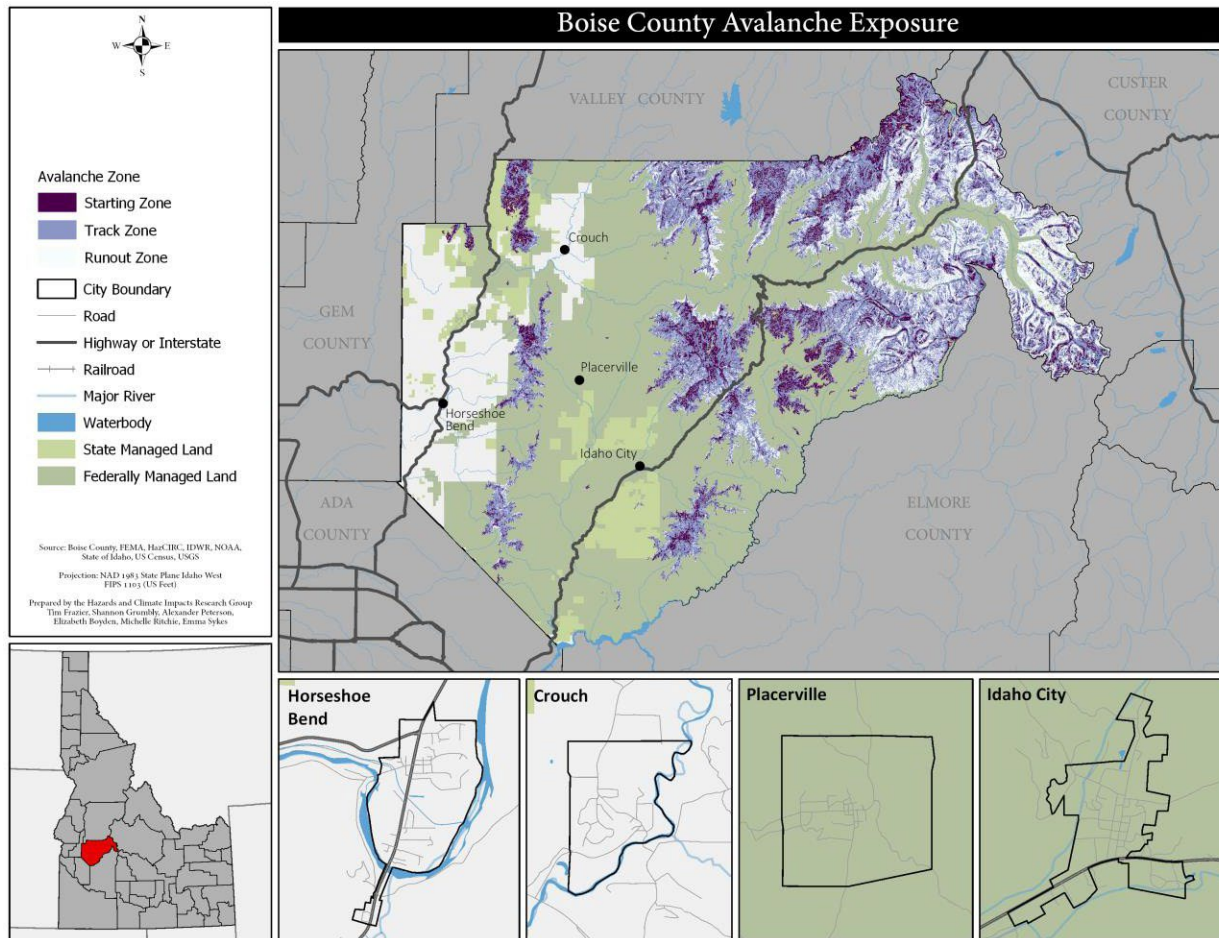 Boise County Avalanche Exposure
N
W E
S
Avalanche Zone
Starting Zone
Track Zone
Runout Zone
City Boundary
Road
Highway or Interstate
Railroad
Major River
Waterbody
State Managed Land
Federally Managed Land
Source: Boise County, FEMA, HazCIRC, IDWR, NOAA,
State of Idaho, US Census, USGS
Projection: NAD 1983 State Plane Idaho West
FIPS 1103 (US Feet)
Prepared by the Hazards and Climate Impacts Research Group
Tim Frazier, Shannon Grumbly, Alexander Peterson,
Elizabeth Boyden, Michelle Ritchie, Emma Sykes
VALLEY COUNTY
CUSTER
COUNTY
Crouch
GEM
COUNTY
Placerville
Horseshoe
Bend
Idaho City
ADA
COUNTY
ELMORE
COUNTY
Horseshoe
Bend
Crouch
Placerville
Idaho City